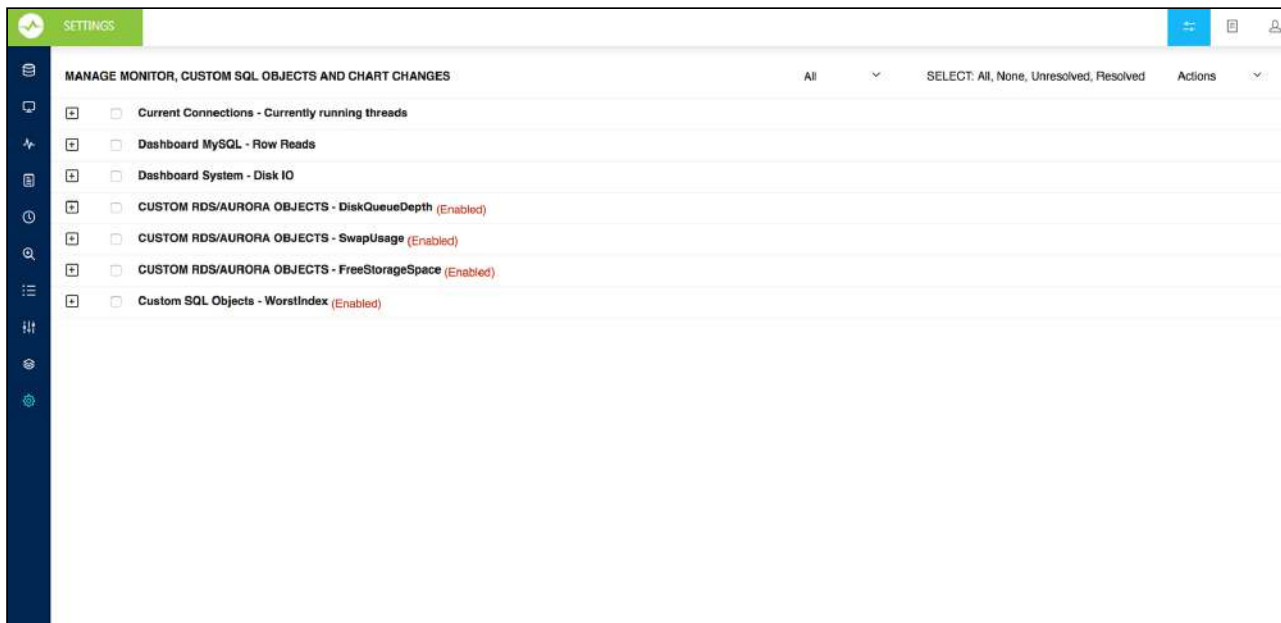 SETTINGS
MANAGE MONITOR, CUSTOM SQL OBJECTS AND CHART CHANGES All SELECT: All, None, Unresolved, Resolved Actions
Current Connections - Currently running threads
Dashboard MySQL - Row Reads
Dashboard System - Disk IO
CUSTOM RDS/AURORA OBJECTS - DiskQueueDepth (Enabled)
CUSTOM RDS/AURORA OBJECTS - SwapUsage (Enabled)
CUSTOM RDS/AURORA OBJECTS - FreeStorageSpace (Enabled)
Custom SQL Objects - WorstIndex (Enabled)